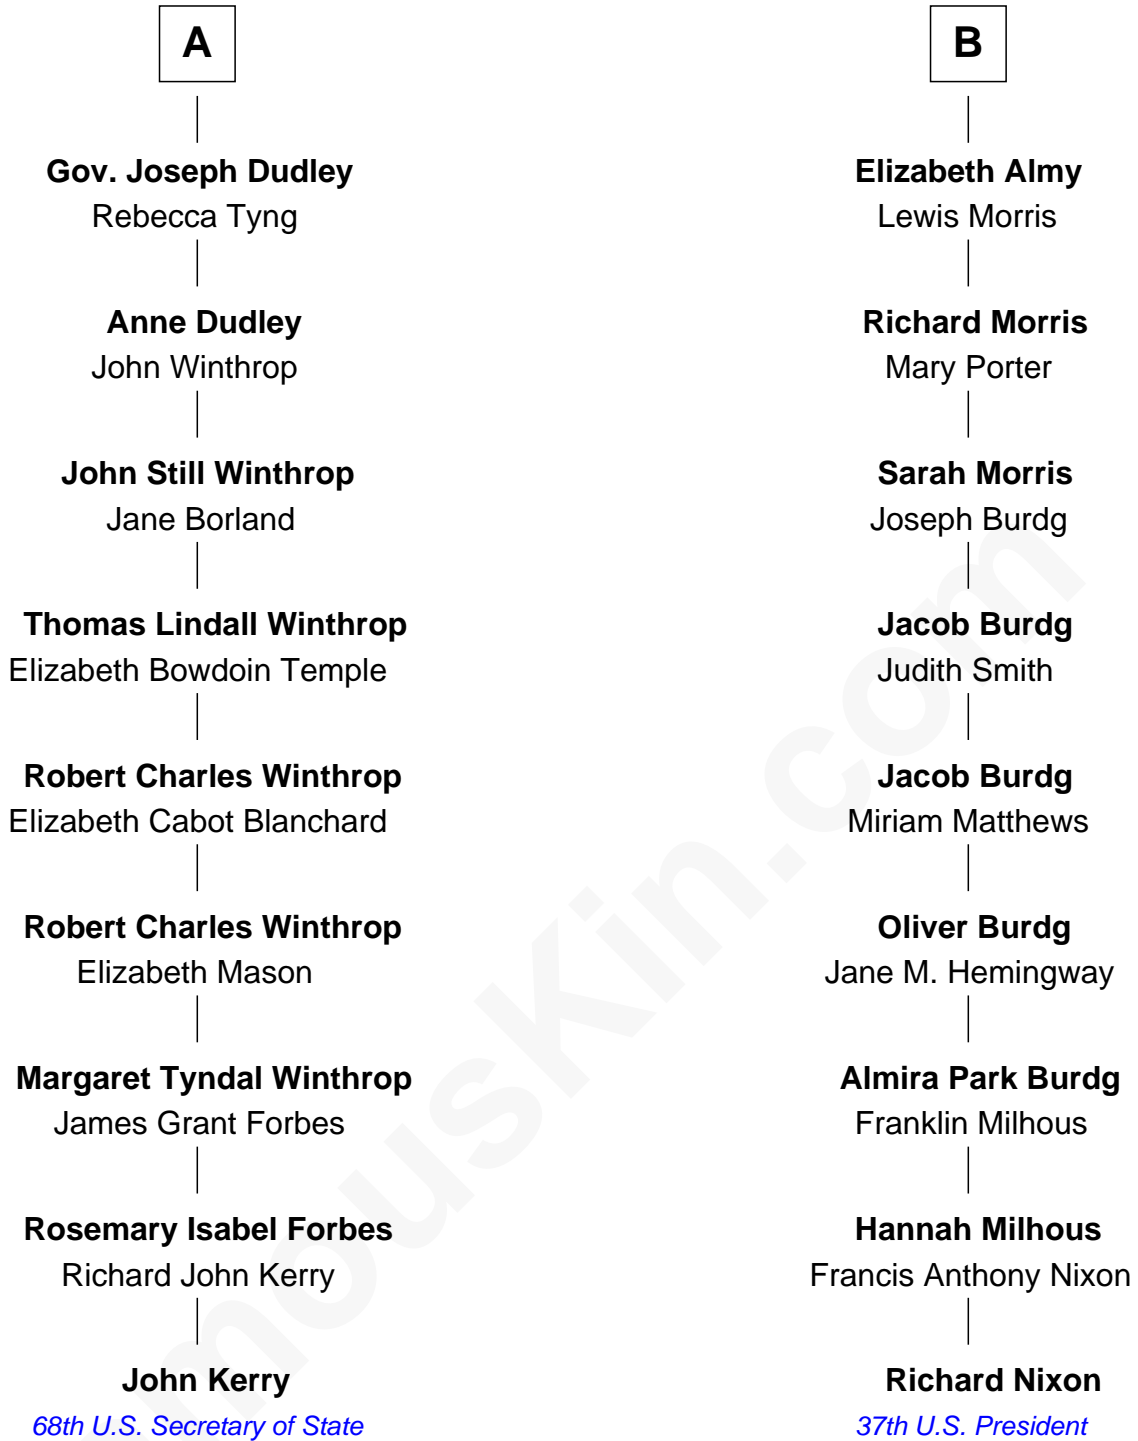 A
B
Gov. Joseph Dudley
Rebecca Tyng
Elizabeth Almy
Lewis Morris
Anne Dudley
John Winthrop
Richard Morris
Mary Porter
John Still Winthrop
Jane Borland
Sarah Morris
Joseph Burdg
Thomas Lindall Winthrop
Elizabeth Bowdoin Temple
Jacob Burdg
Judith Smith
Robert Charles Winthrop
Elizabeth Cabot Blanchard
Jacob Burdg
Miriam Matthews
Robert Charles Winthrop
Elizabeth Mason
Oliver Burdg
Jane M. Hemingway
Margaret Tyndal Winthrop
James Grant Forbes
Almira Park Burdg
Franklin Milhous
Rosemary Isabel Forbes
Richard John Kerry
Hannah Milhous
Francis Anthony Nixon
John Kerry
68th U.S. Secretary of State
Richard Nixon
37th U.S. President
mousKin.com